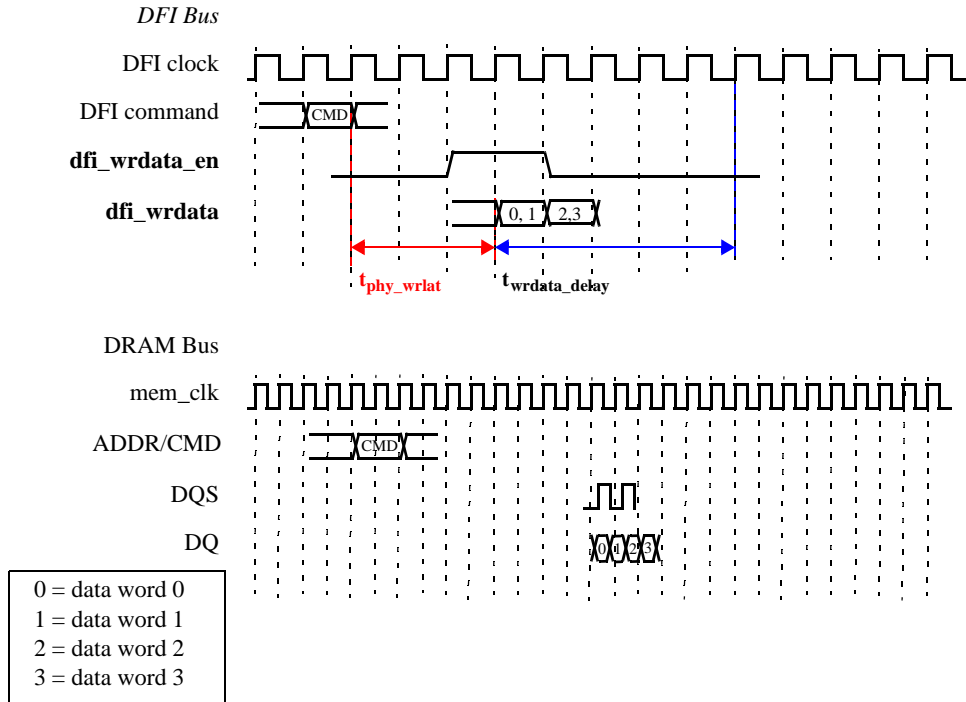 DFI Bus
DFI clock
DFI command CMD
dfi_wrdata_en
dfi_wrdata 0, 1 2,3
tphy_wrlat twrdata_delay
DRAM Bus
mem_clk
ADDR/CMD CMD
DQS
DQ 0 1 2 3
0 = data word 0
1 = data word 1
2 = data word 2
3 = data word 3